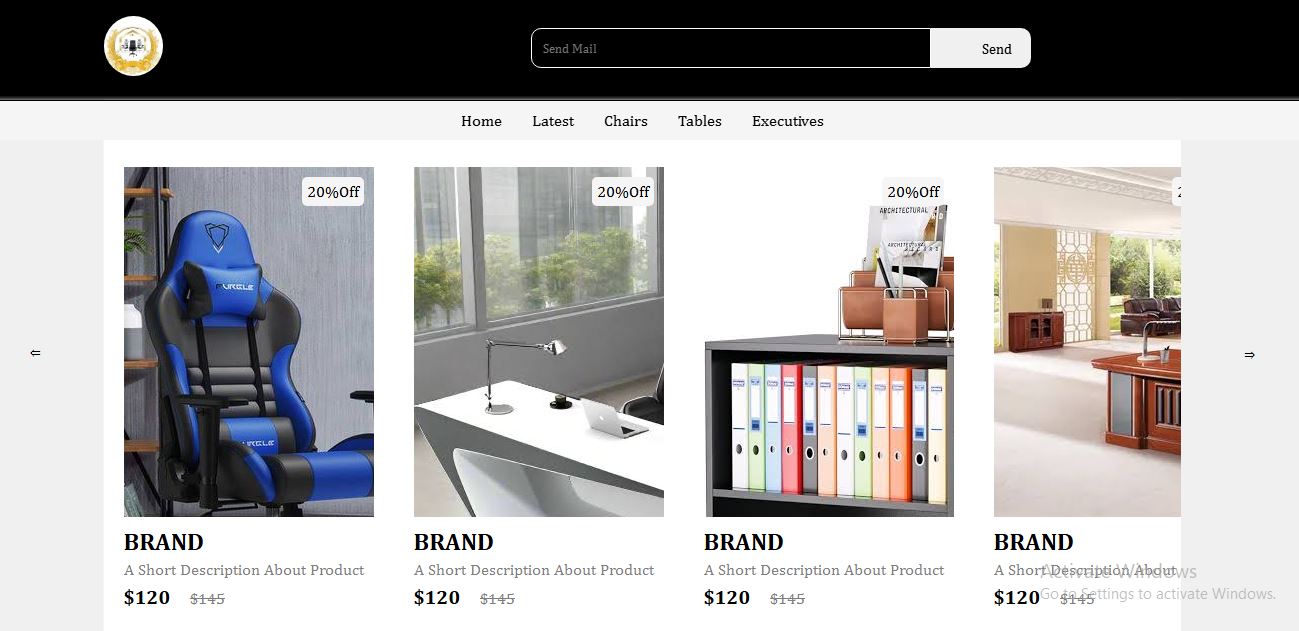 Send Mail
Send
Home Latest Chairs Tables Executives
20%Off 20%Off 20%Off
ARCHITECTURAL
FURELE
⇐ ⇒
BRAND BRAND BRAND BRAND
A Short Description About Product A Short Description About Product A Short Description About Product A Short Description About
$120 $145 $120 $145 $120 $145 $120 $145
Activate Windows
Go to Settings to activate Windows.